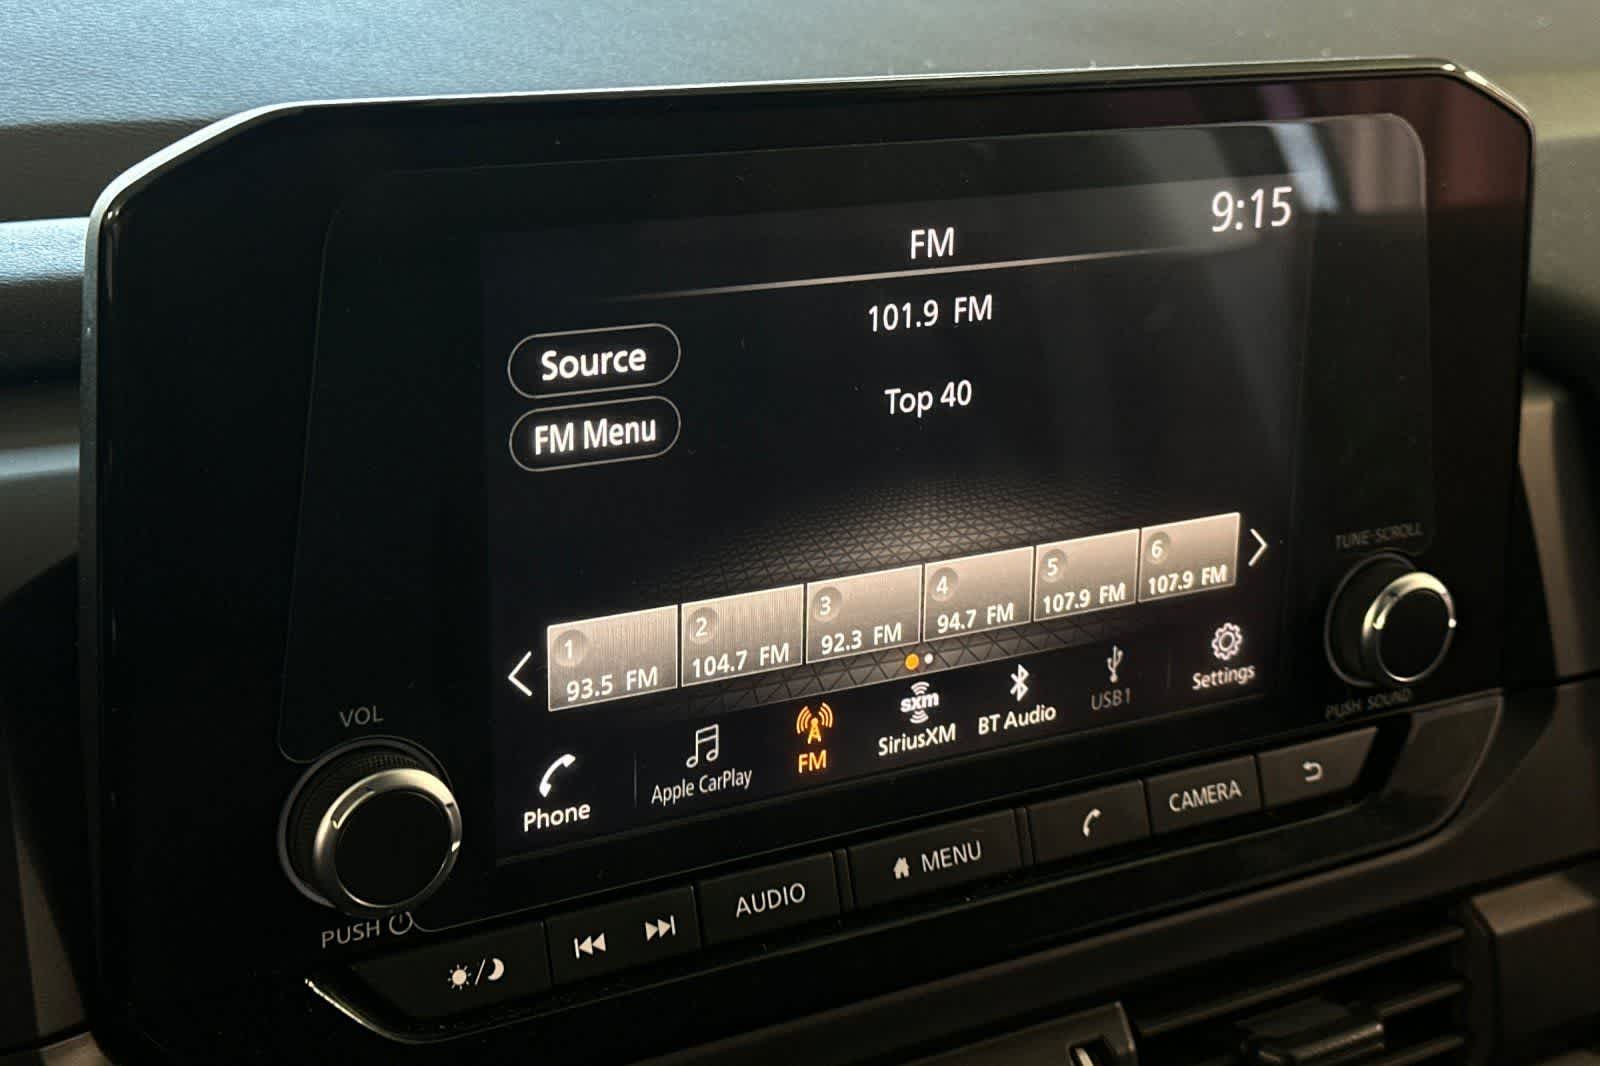 9:15
FM
101.9 FM
Source
Top 40
FM Menu
1
93.5 FM
2
104.7 FM
3
92.3 FM
4
94.7 FM
5
107.9 FM
6
107.9 FM
TUNE·SCROLL
PUSH SOUND
VOL
PUSH
Phone
Apple CarPlay
FM
sxm
SiriusXM
BT Audio
USB1
Settings
AUDIO
MENU
CAMERA